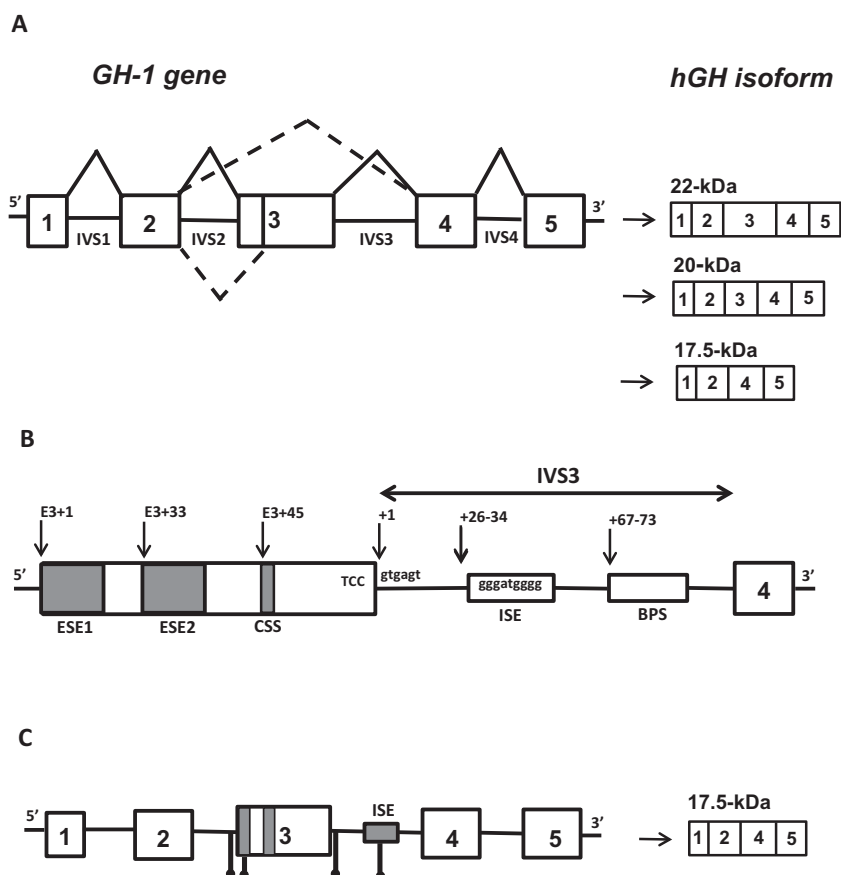 A
GH-1 gene
hGH isoform
5’ 1 2 3 4 5 3’
IVS1 IVS2 IVS3 IVS4
22-kDa
1 2 3 4 5
20-kDa
1 2 3 4 5
17.5-kDa
1 2 4 5
B
IVS3
E3+1 E3+33 E3+45 +1 +26-34 +67-73
5’ TCC gtgagt gggatgggg 4 3’
ESE1 ESE2 CSS ISE BPS
C
ISE
5’ 1 2 3 4 5 3’
17.5-kDa
1 2 4 5